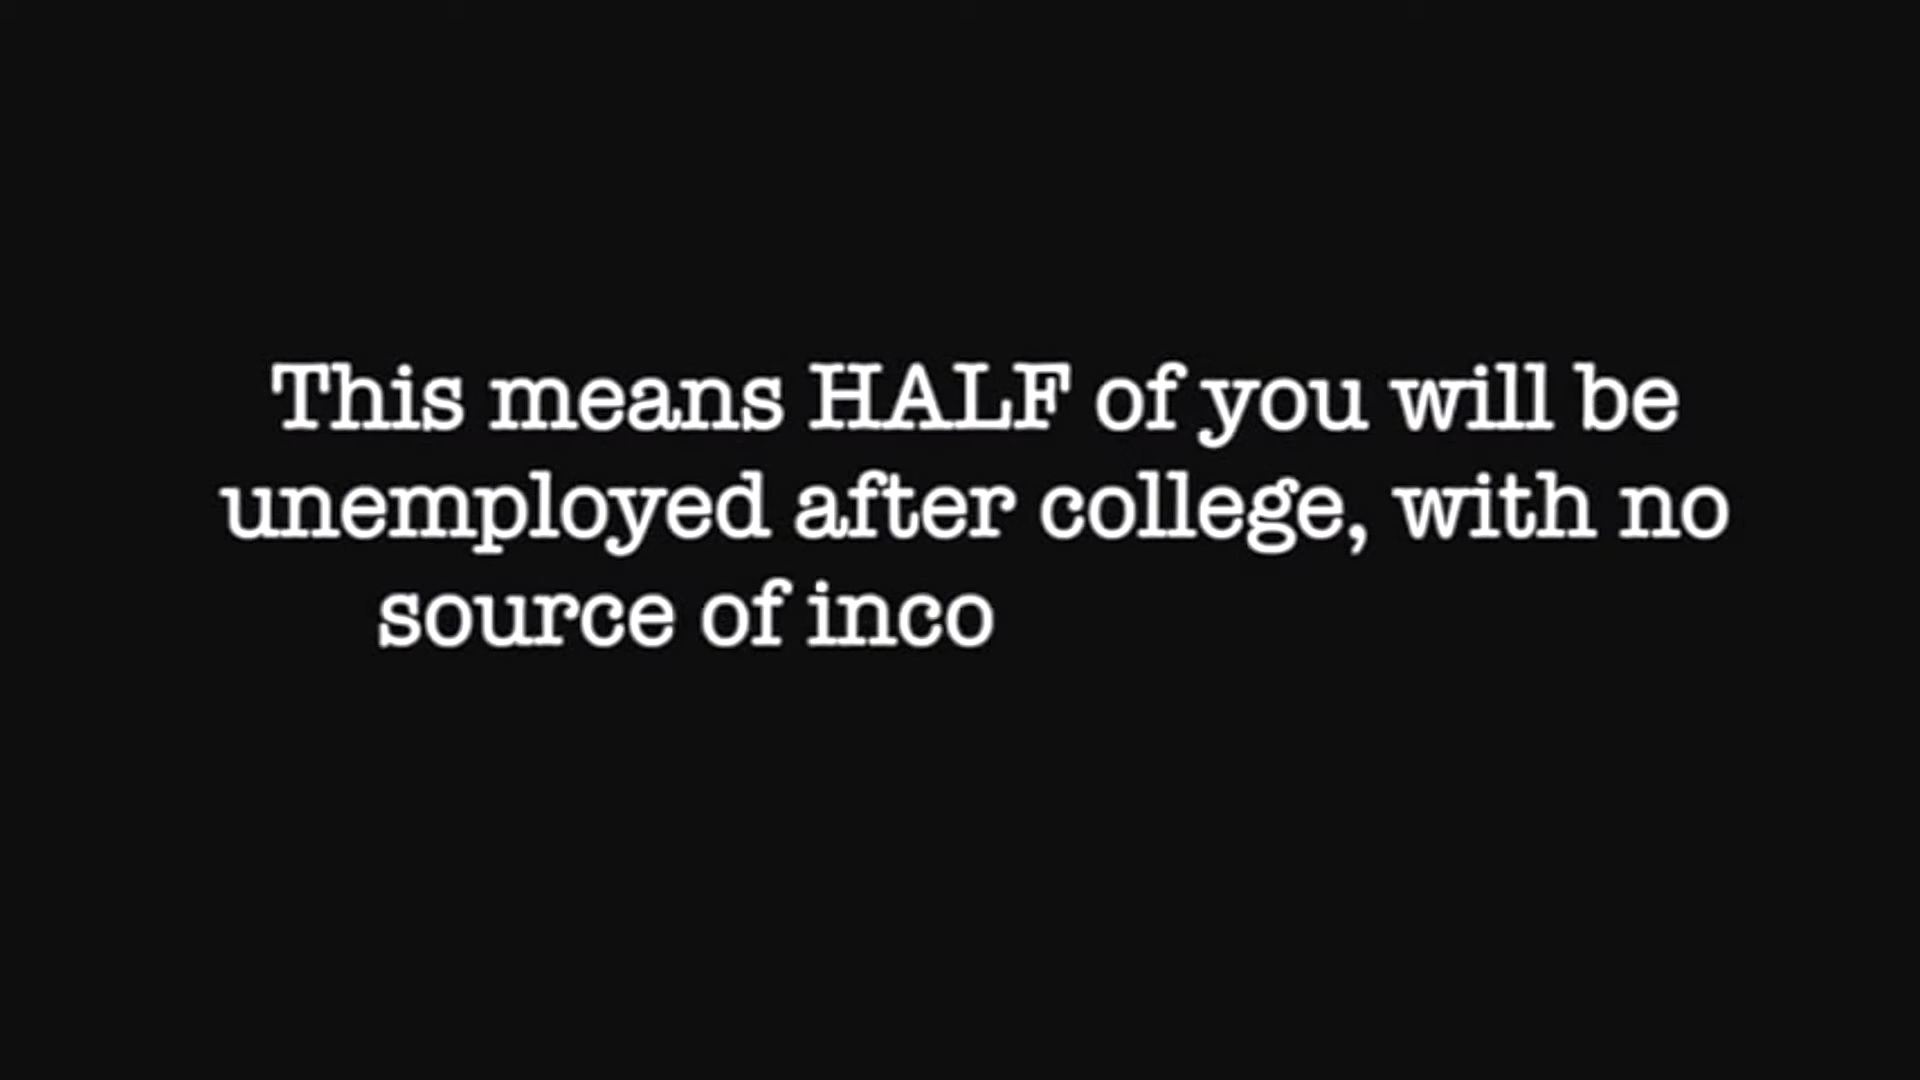 This means HALF of you will be
unemployed after college, with no
source of inco